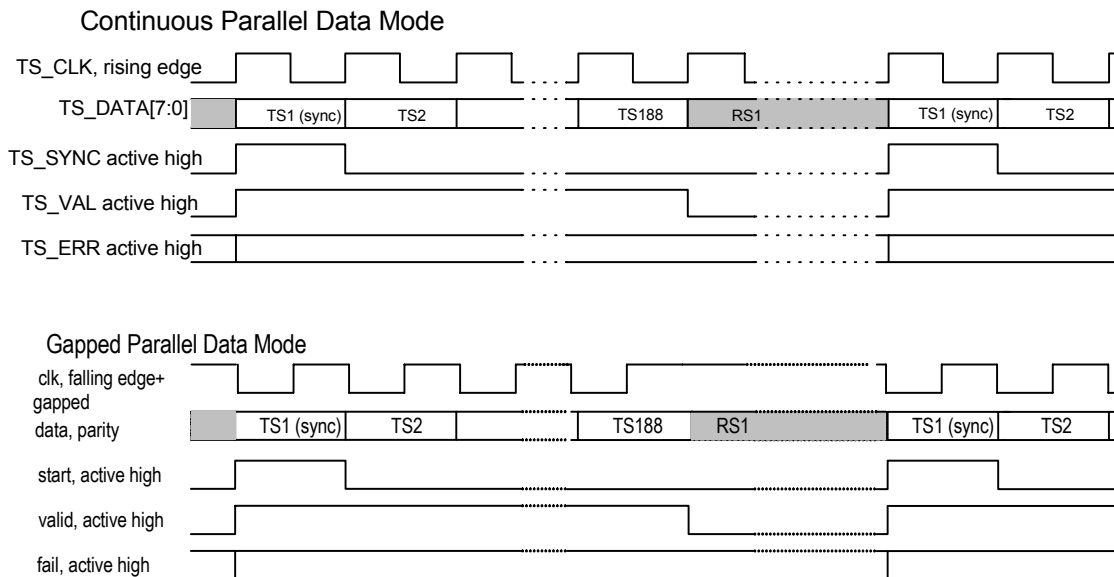 Continuous Parallel Data Mode
TS_CLK, rising edge
TS_DATA[7:0] TS1 (sync) TS2 TS188 RS1 TS1 (sync) TS2
TS_SYNC active high
TS_VAL active high
TS_ERR active high
Gapped Parallel Data Mode
clk, falling edge+
gapped
data, parity TS1 (sync) TS2 TS188 RS1 TS1 (sync) TS2
start, active high
valid, active high
fail, active high